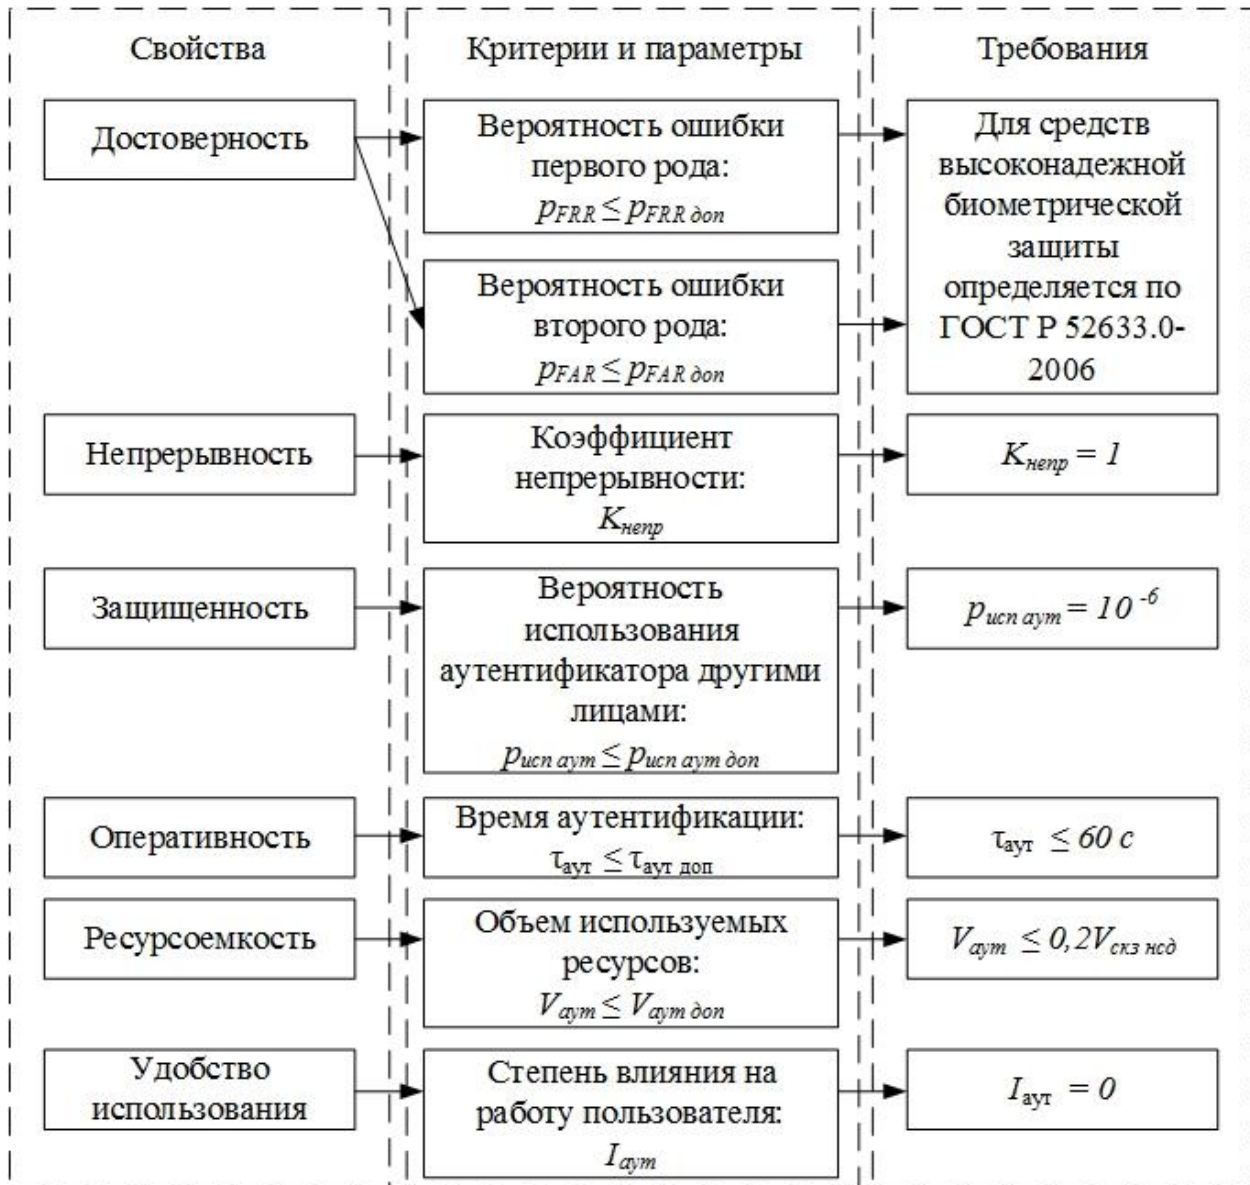 Свойства
Критерии и параметры
Требования
Достоверность
Вероятность ошибки
первого рода:
p_FRR ≤ p_FRR доп
Вероятность ошибки
второго рода:
p_FAR ≤ p_FAR доп
Для средств
высоконадежной
биометрической
защиты
определяется по
ГОСТ Р 52633.0-
2006
Непрерывность
Коэффициент
непрерывности:
K_непр
K_непр = 1
Защищенность
Вероятность
использования
аутентификатора другими
лицами:
p_исп аут ≤ p_исп аут доп
p_исп аут = 10^-6
Оперативность
Время аутентификации:
τ_аут ≤ τ_аут доп
τ_аут ≤ 60 с
Ресурсоемкость
Объем используемых
ресурсов:
V_аут ≤ V_аут доп
V_аут ≤ 0,2V_скз нсд
Удобство
использования
Степень влияния на
работу пользователя:
I_аут
I_аут = 0